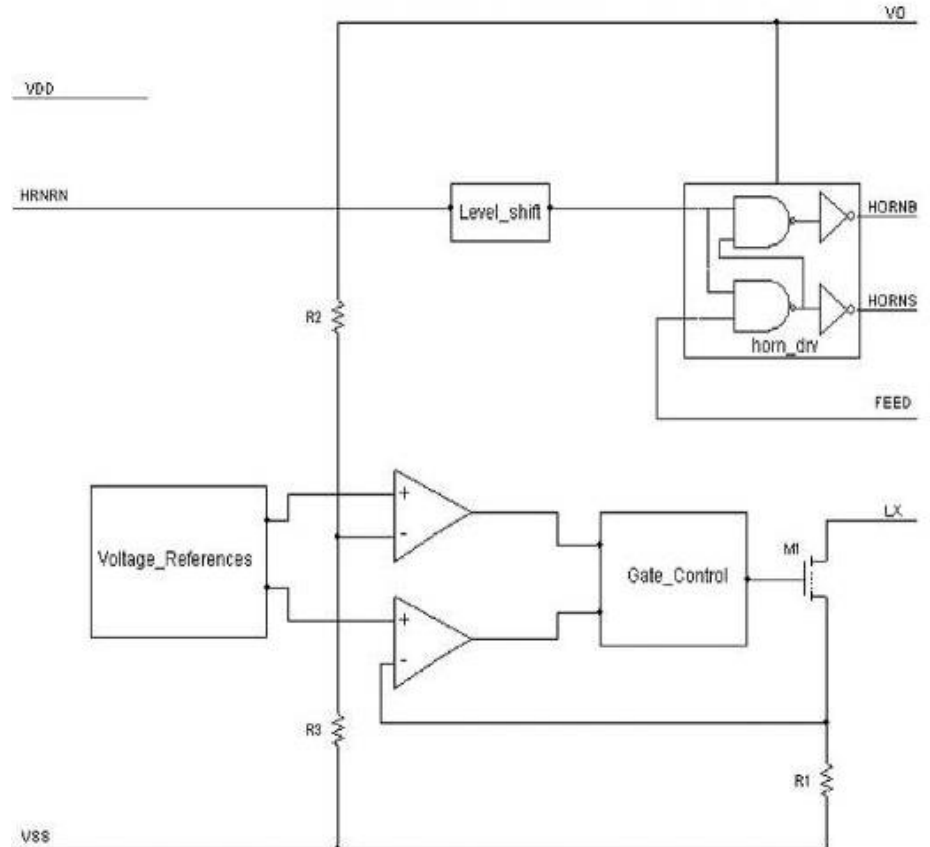 VO
VDD
HRNRN
Level_shift
HORNB
HORNS
horn_drv
R2
FEED
LX
Voltage_References
+
-
Gate_Control
M1
+
-
R3
R1
VSS